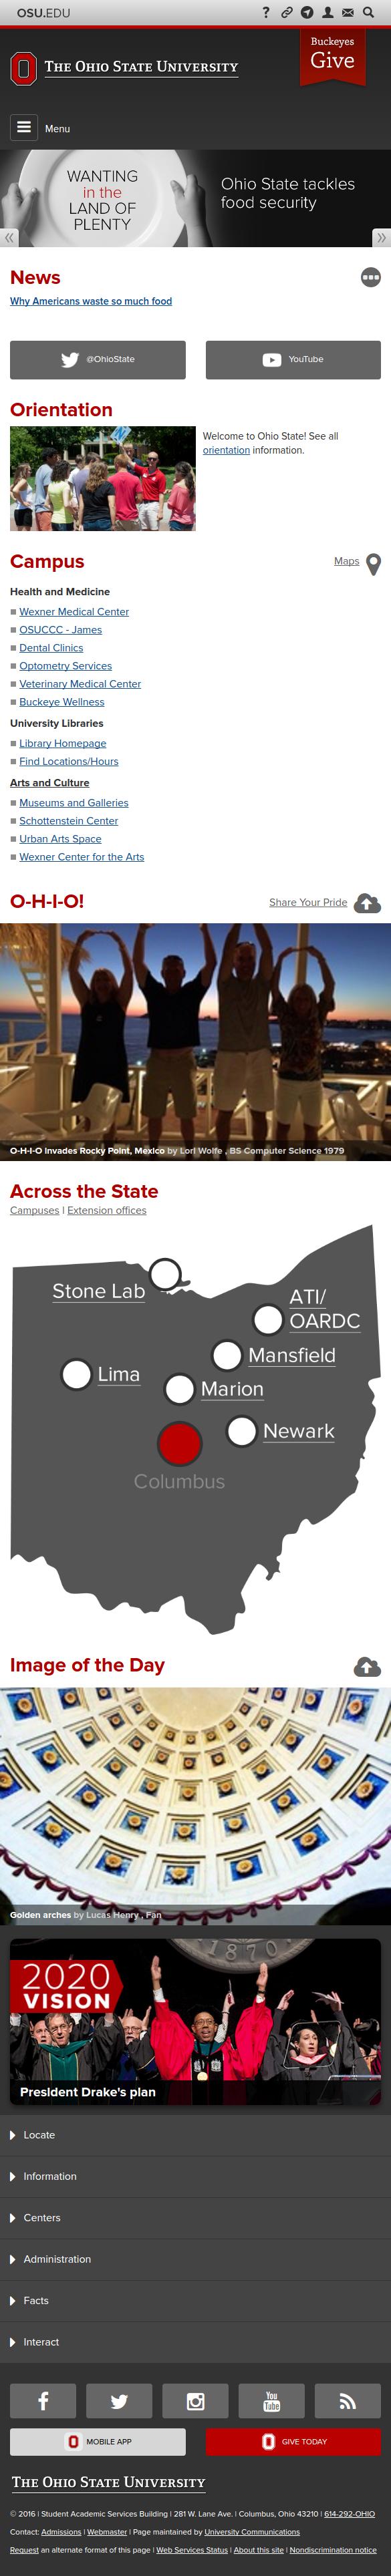 OSU.EDU
Buckeyes
Give
THE OHIO STATE UNIVERSITY
Menu
WANTING
in the
LAND OF
PLENTY
Ohio State tackles
food security
News
Why Americans waste so much food
@OhioState
YouTube
Orientation
Welcome to Ohio State! See all
orientation information.
Campus
Maps
Health and Medicine
Wexner Medical Center
OSUCCC - James
Dental Clinics
Optometry Services
Veterinary Medical Center
Buckeye Wellness
University Libraries
Library Homepage
Find Locations/Hours
Arts and Culture
Museums and Galleries
Schottenstein Center
Urban Arts Space
Wexner Center for the Arts
O-H-I-O!
Share Your Pride
O-H-I-O Invades Rocky Point, Mexico by Lori Wolfe , BS Computer Science 1979
Across the State
Campuses | Extension offices
Stone Lab
ATI/
OARDC
Mansfield
Lima
Marion
Newark
Columbus
Image of the Day
Golden arches by Lucas Henry , Fan
1870
2020
VISION
President Drake's plan
Locate
Information
Centers
Administration
Facts
Interact
You
Tube
MOBILE APP
GIVE TODAY
THE OHIO STATE UNIVERSITY
© 2016 | Student Academic Services Building | 281 W. Lane Ave. | Columbus, Ohio 43210 | 614-292-OHIO
Contact: Admissions | Webmaster | Page maintained by University Communications
Request an alternate format of this page | Web Services Status | About this site | Nondiscrimination notice